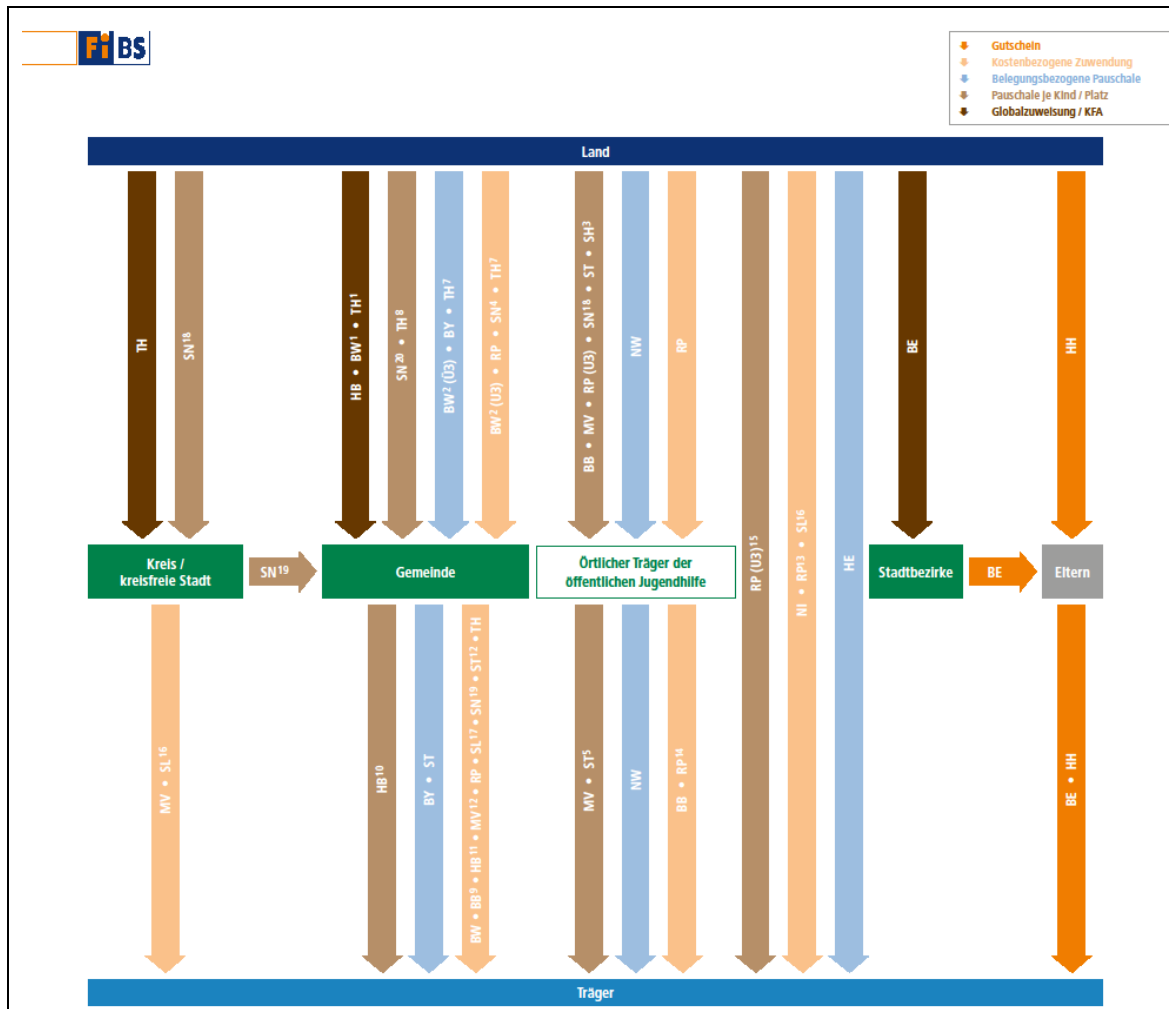 FiBS
Gutschein
Kostenbezogene Zuwendung
Belegungsbezogene Pauschale
Pauschale je Kind / Platz
Globalzuweisung / KFA
Land
TH
SN18
HB • BW1 • TH1
SN20 • TH8
BW2 (Ü3) • BY • TH7
BW2 (U3) • RP • SN4 • TH7
BB • MV • RP (U3) • SN18 • ST • SH3
NW
RP
RP (U3)15
NI • RP13 • SL16
HE
BE
HH
Kreis /
kreisfreie Stadt
SN19
Gemeinde
Örtlicher Träger der
öffentlichen Jugendhilfe
Stadtbezirke
BE
Eltern
MV • SL16
HB10
BY • ST
BW • BB9 • HB11 • MV12 • RP • SL17 • SN19 • ST12 • TH
MV • ST5
NW
BB • RP14
BE • HH
Träger